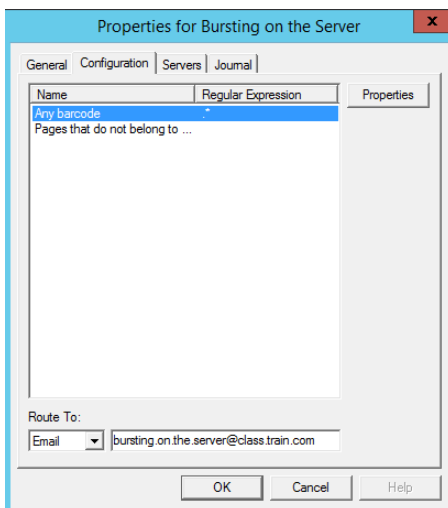 Properties for Bursting on the Server
x
General Configuration Servers Journal
Name Regular Expression Properties
Any barcode .*
Pages that do not belong to ...
Route To:
Email bursting.on.the.server@class.train.com
OK Cancel Help